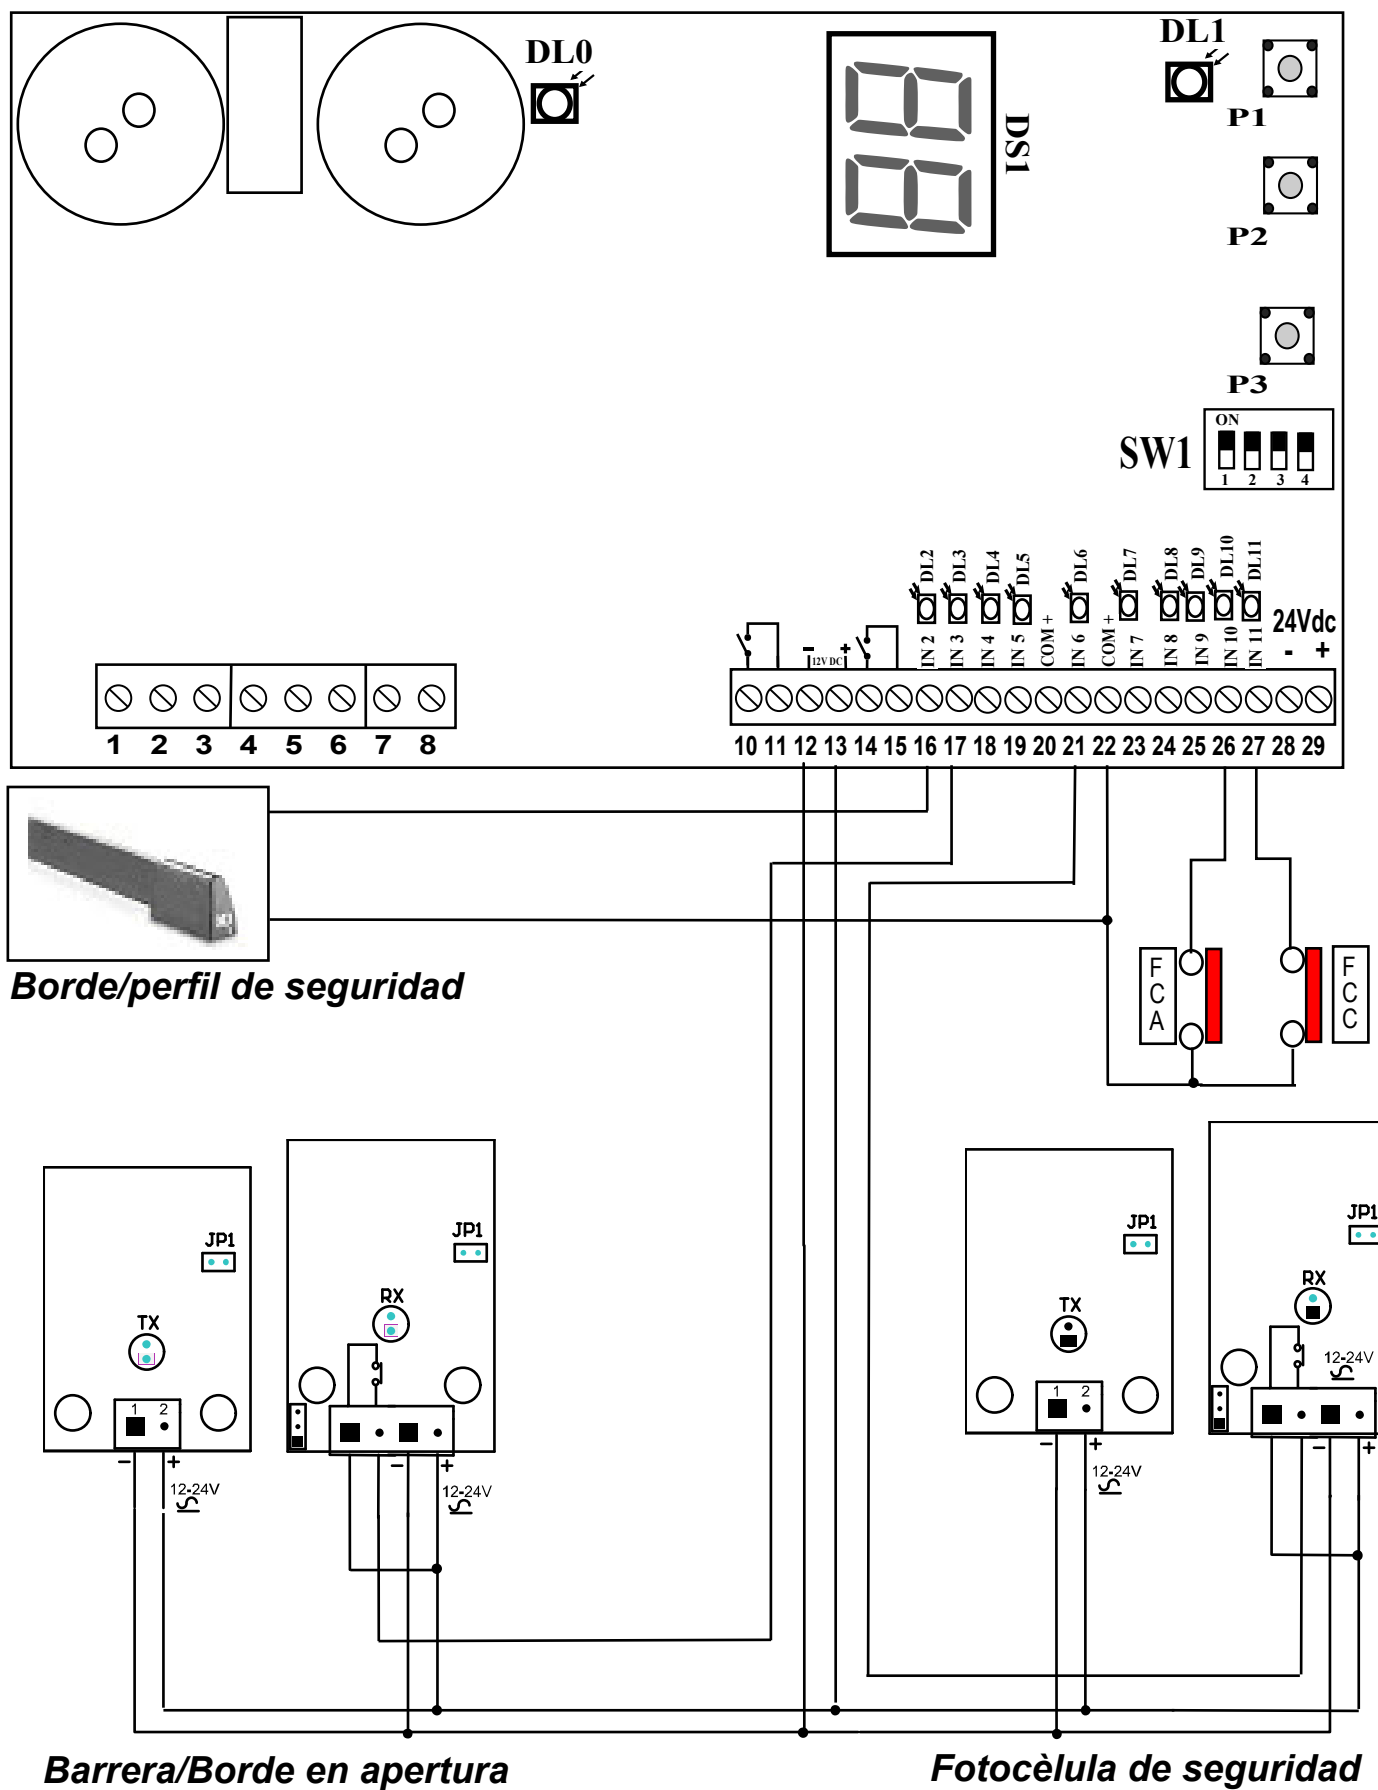 DL0
DL1
DS1
P1
P2
P3
SW1
ON
1 2 3 4
DL2 DL3 DL4 DL5 DL6 DL7 DL8 DL9 DL10 DL11
24Vdc
- +
- 12V DC +
IN 2 IN 3 IN 4 IN 5 COM + IN 6 COM + IN 7 IN 8 IN 9 IN 10 IN 11
1 2 3 4 5 6 7 8
10 11 12 13 14 15 16 17 18 19 20 21 22 23 24 25 26 27 28 29
Borde/perfil de seguridad
FCA
FCC
JP1
TX
1 2
- +
12-24V
JP1
RX
- +
12-24V
JP1
TX
1 2
- +
12-24V
JP1
RX
12-24V
- +
Barrera/Borde en apertura
Fotocèlula de seguridad